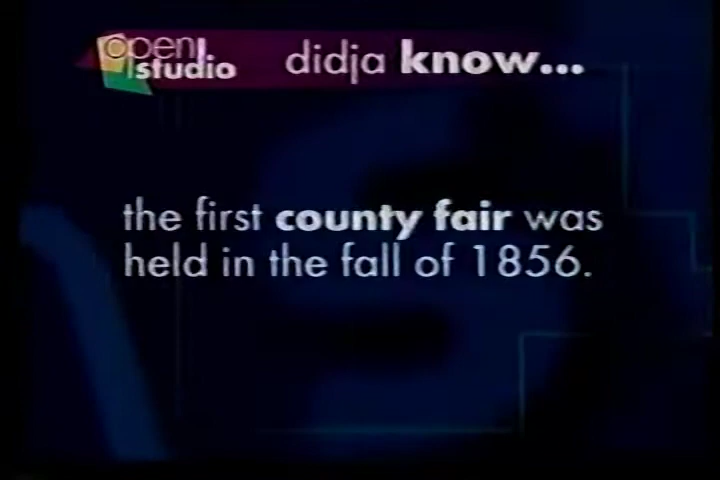 open studio
didja know...
the first county fair was
held in the fall of 1856.